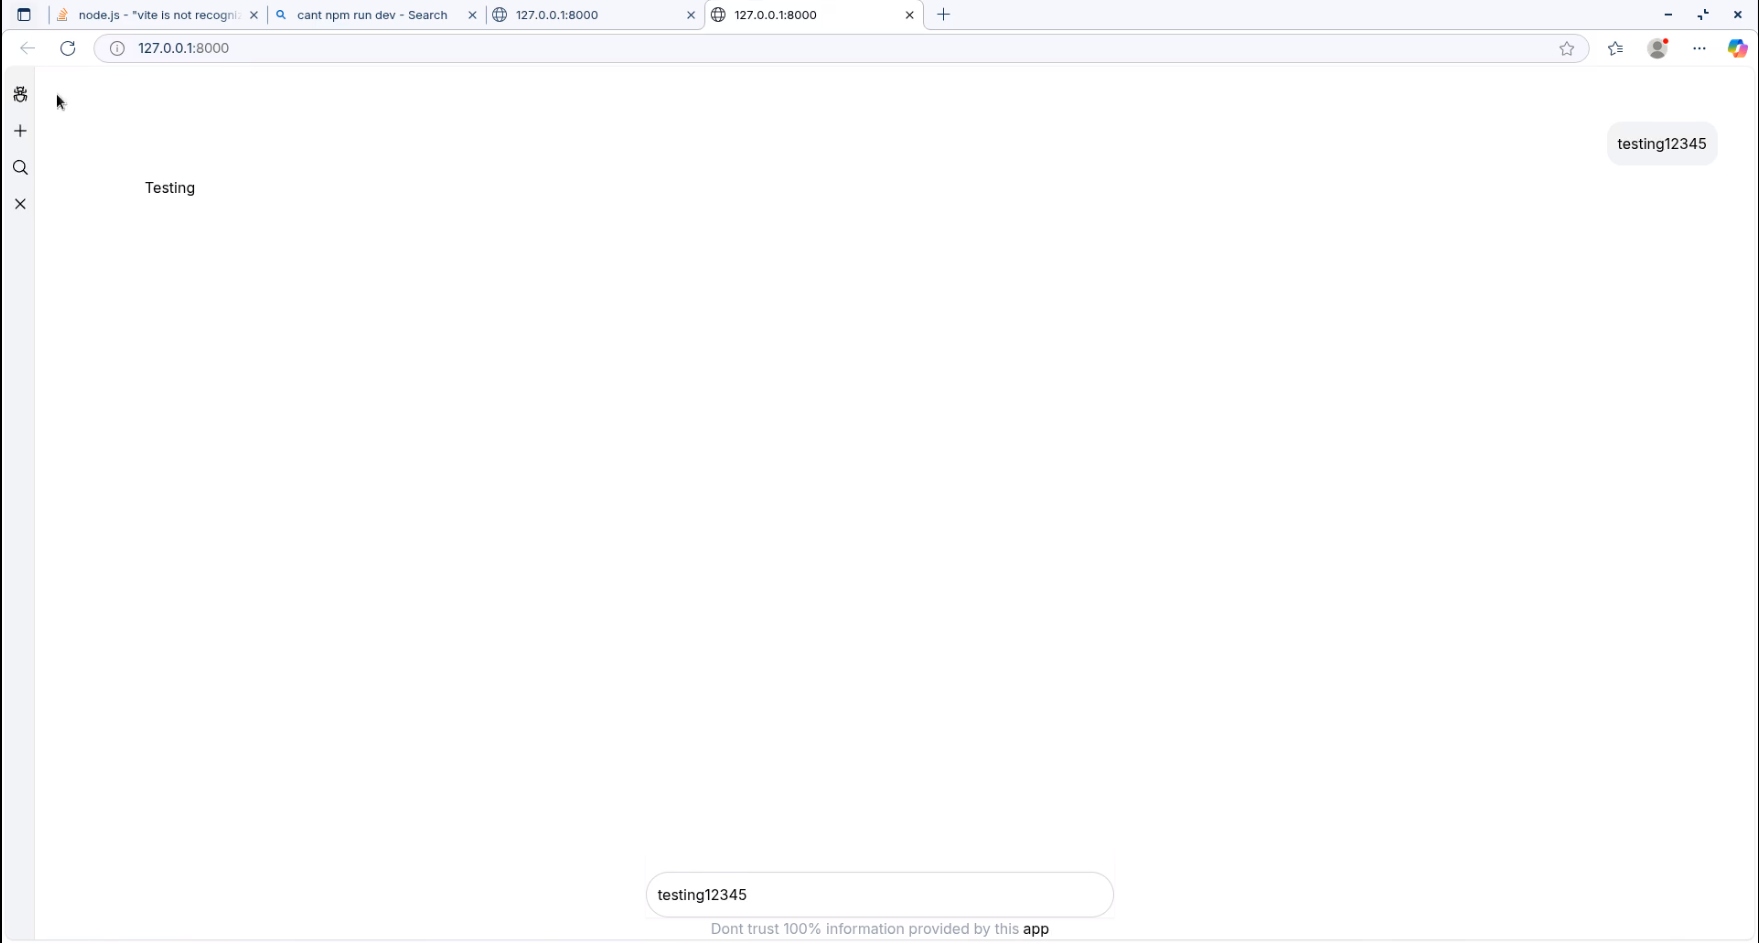 node.js - "vite is not recogni
cant npm run dev - Search
127.0.0.1:8000
127.0.0.1:8000
127.0.0.1:8000
testing12345
Testing
testing12345
Dont trust 100% information provided by this app